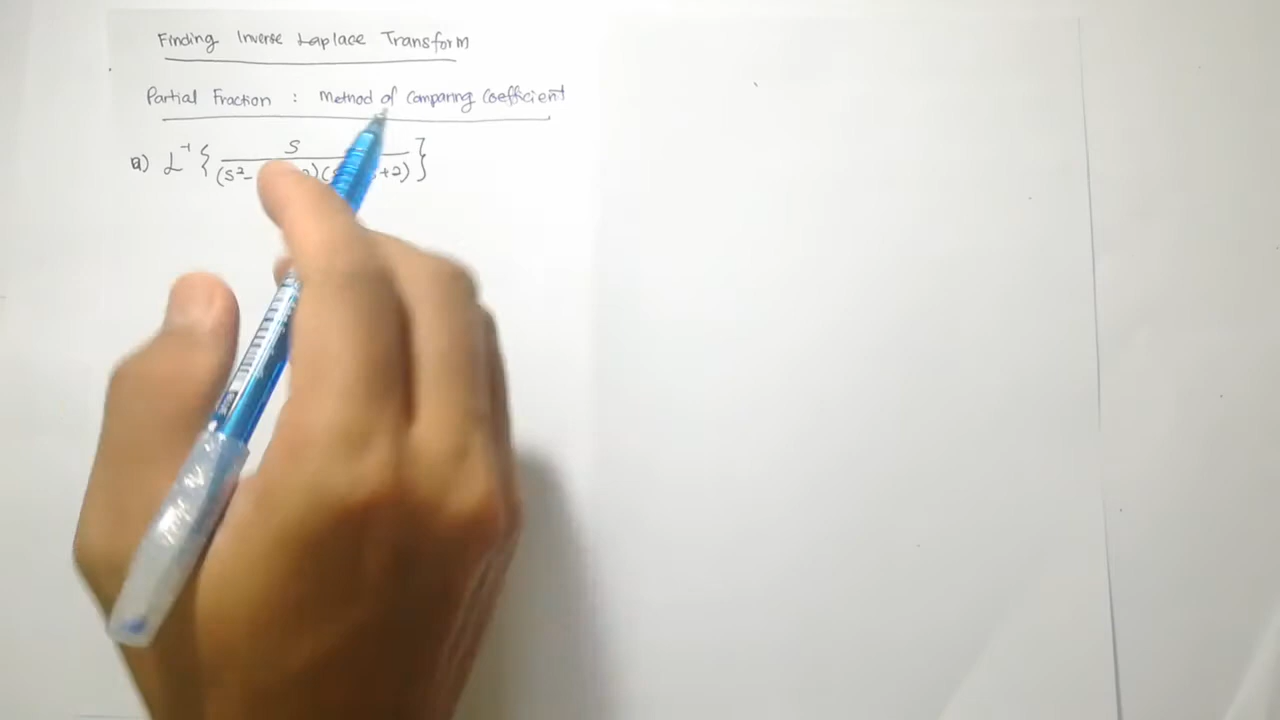 Finding Inverse Laplace Transform
Partial Fraction : Method of Comparing Coefficient
a) L⁻¹ { s / (s²- )( +2) }